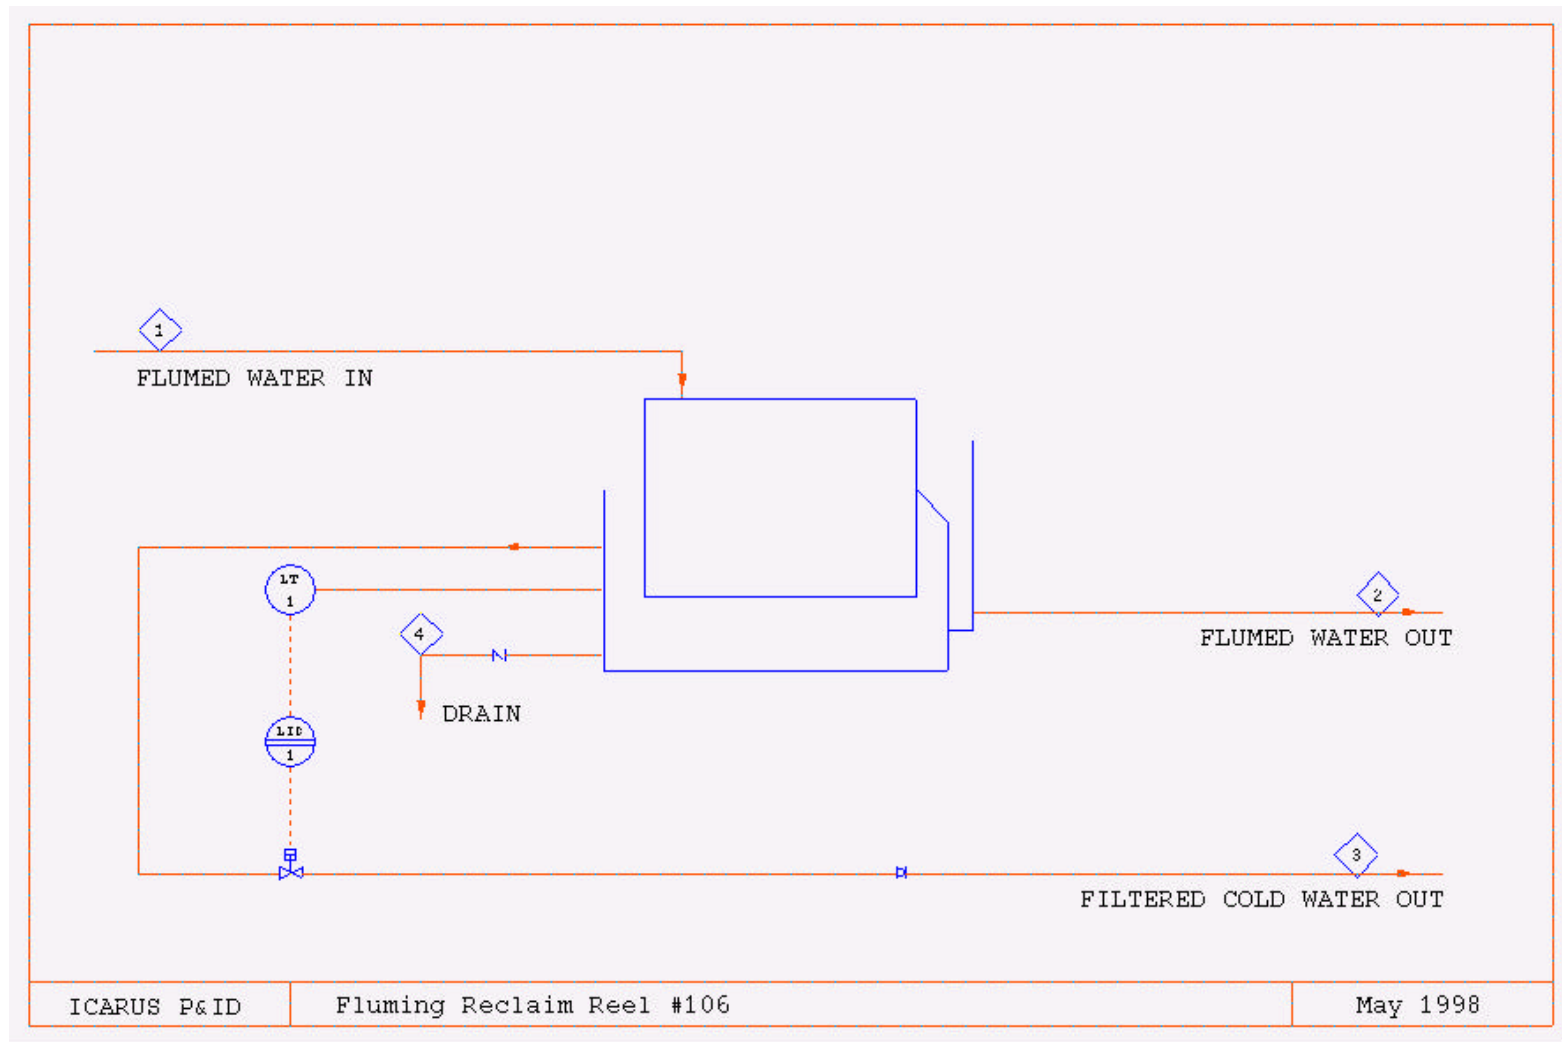 1
FLUMED WATER IN
LT
1
2
4
FLUMED WATER OUT
DRAIN
LIC
1
3
FILTERED COLD WATER OUT
ICARUS P&ID
Fluming Reclaim Reel #106
May 1998